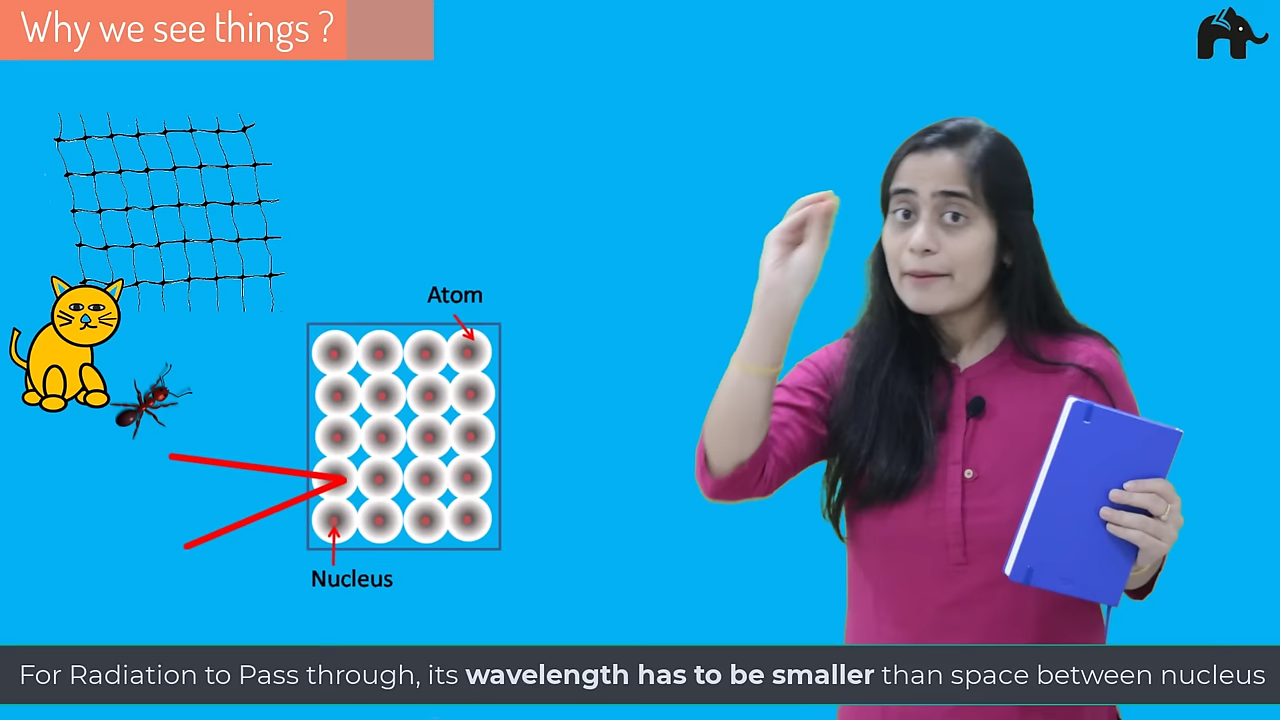 Why we see things ?
Atom
Nucleus
For Radiation to Pass through, its wavelength has to be smaller than space between nucleus